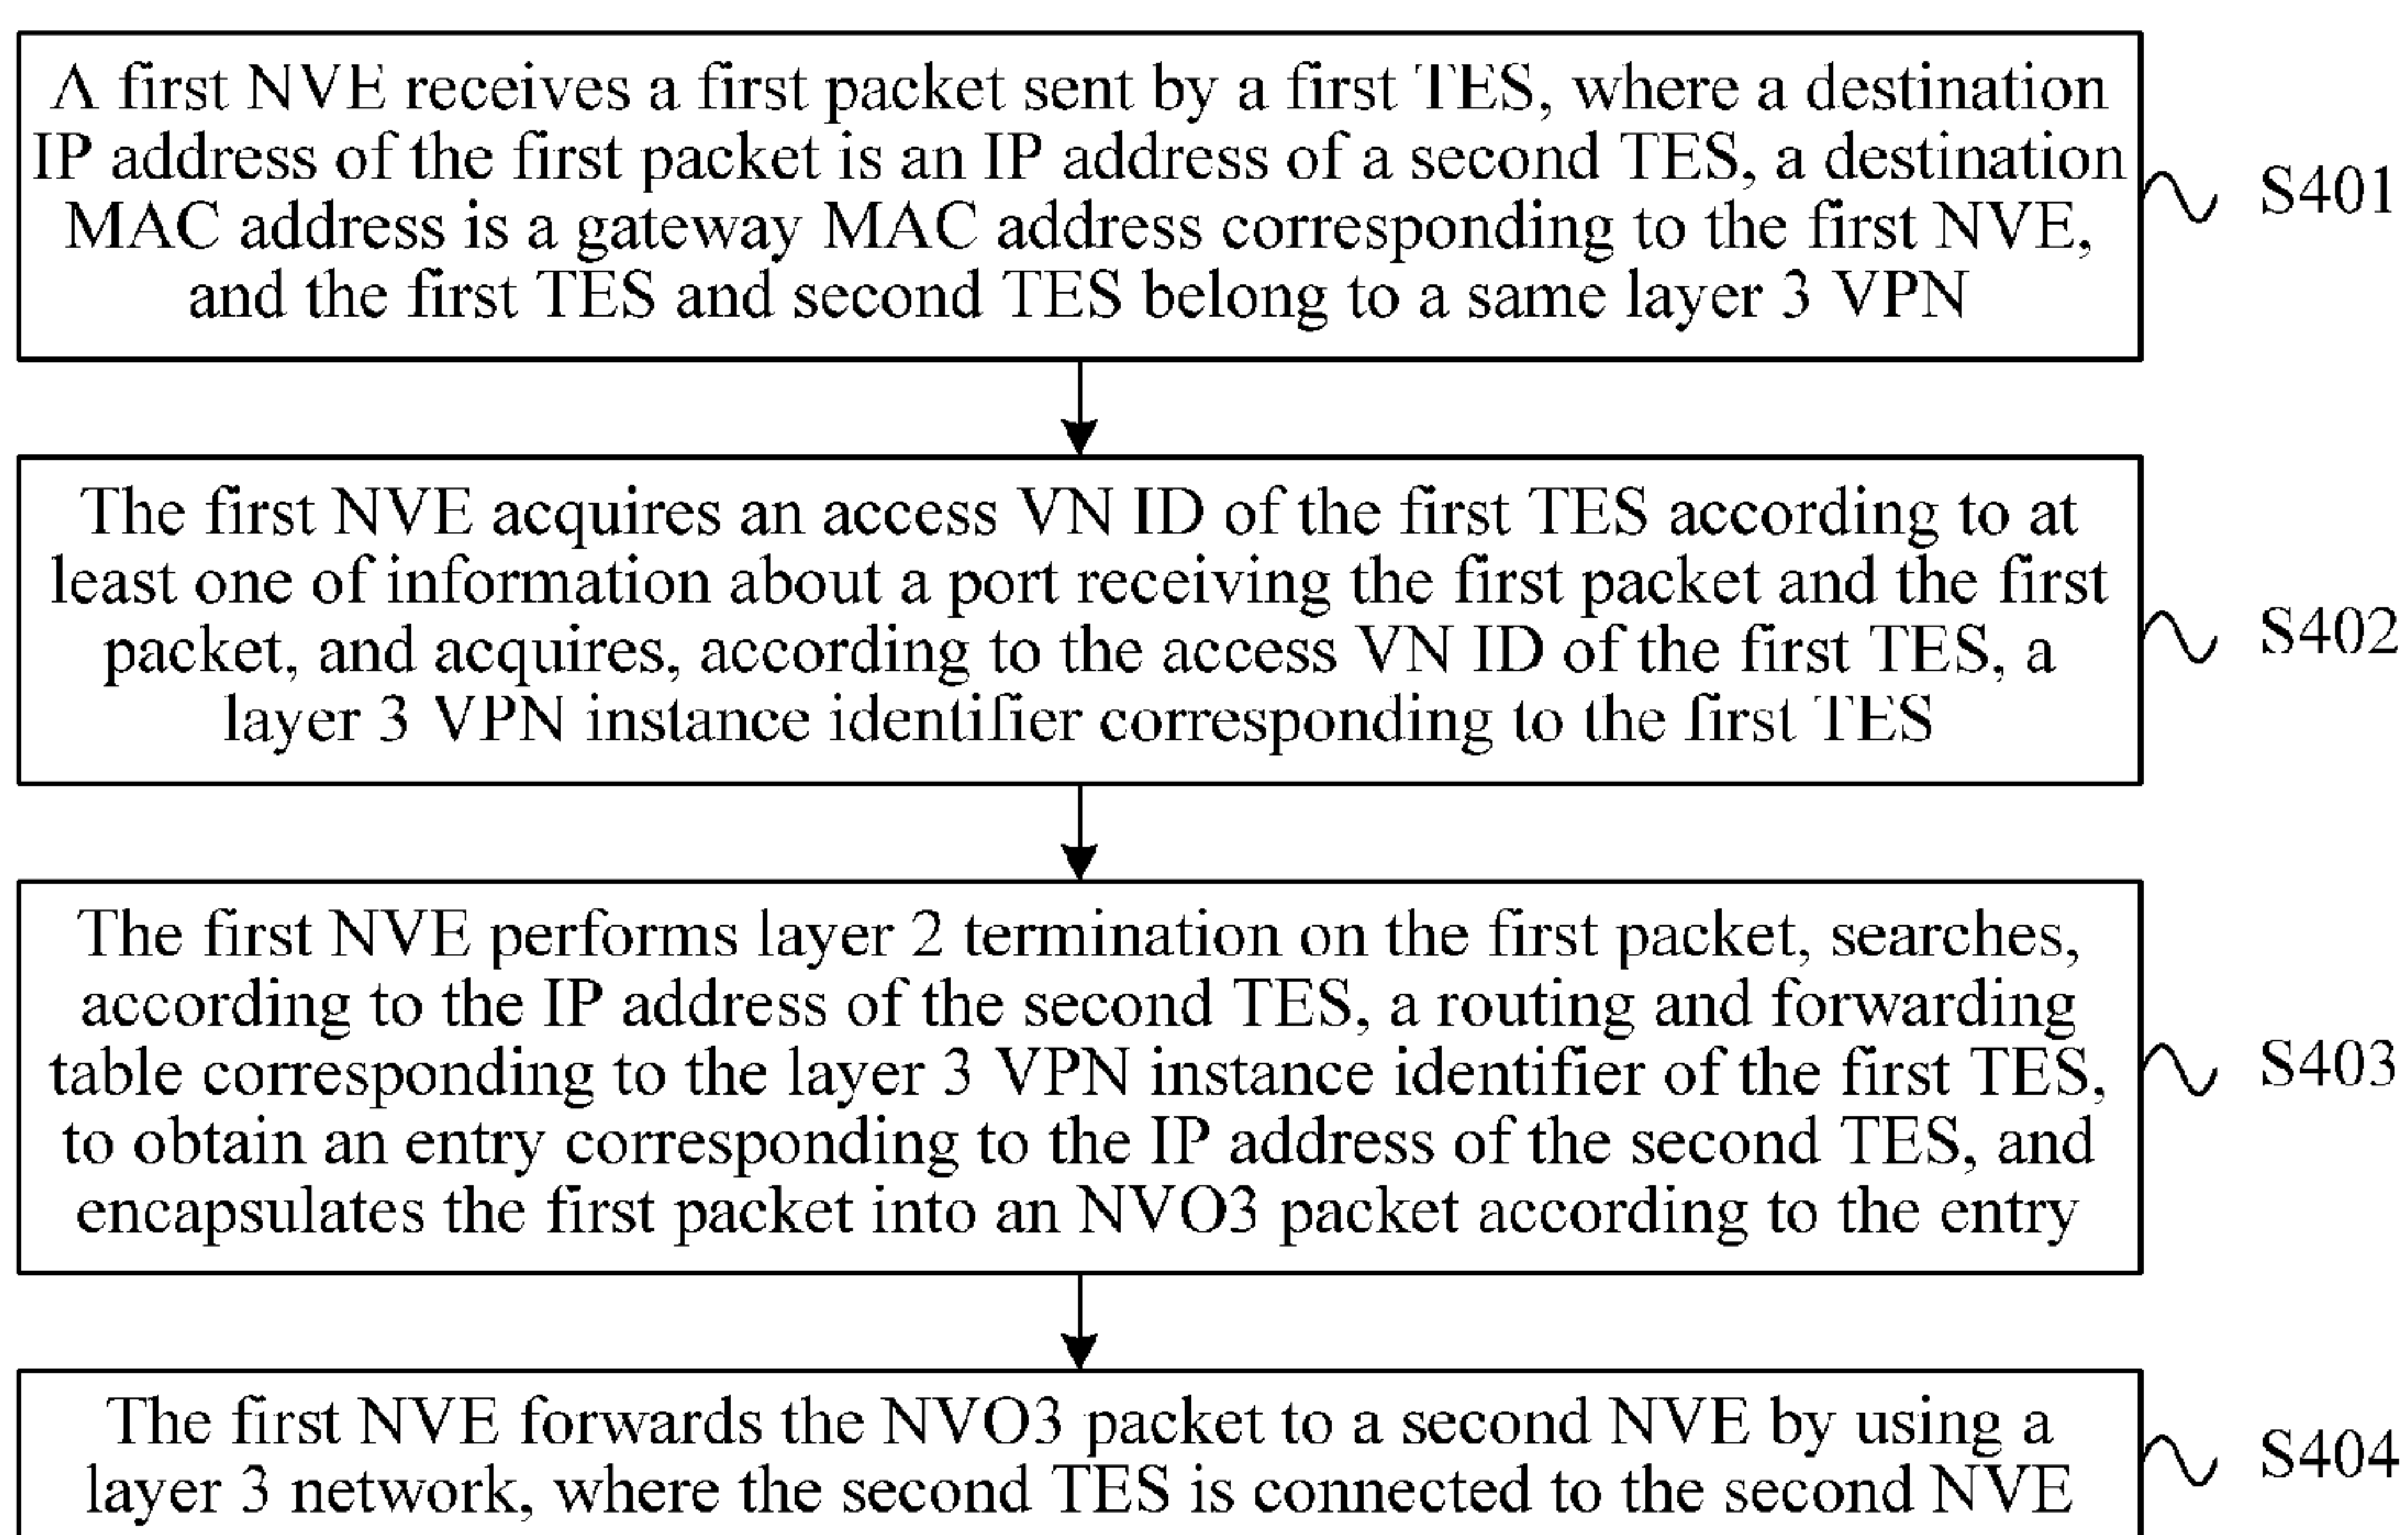 A first NVE receives a first packet sent by a first TES, where a destination
IP address of the first packet is an IP address of a second TES, a destination
MAC address is a gateway MAC address corresponding to the first NVE,
and the first TES and second TES belong to a same layer 3 VPN
S401
The first NVE acquires an access VN ID of the first TES according to at
least one of information about a port receiving the first packet and the first
packet, and acquires, according to the access VN ID of the first TES, a
layer 3 VPN instance identifier corresponding to the first TES
S402
The first NVE performs layer 2 termination on the first packet, searches,
according to the IP address of the second TES, a routing and forwarding
table corresponding to the layer 3 VPN instance identifier of the first TES,
to obtain an entry corresponding to the IP address of the second TES, and
encapsulates the first packet into an NVO3 packet according to the entry
S403
The first NVE forwards the NVO3 packet to a second NVE by using a
layer 3 network, where the second TES is connected to the second NVE
S404